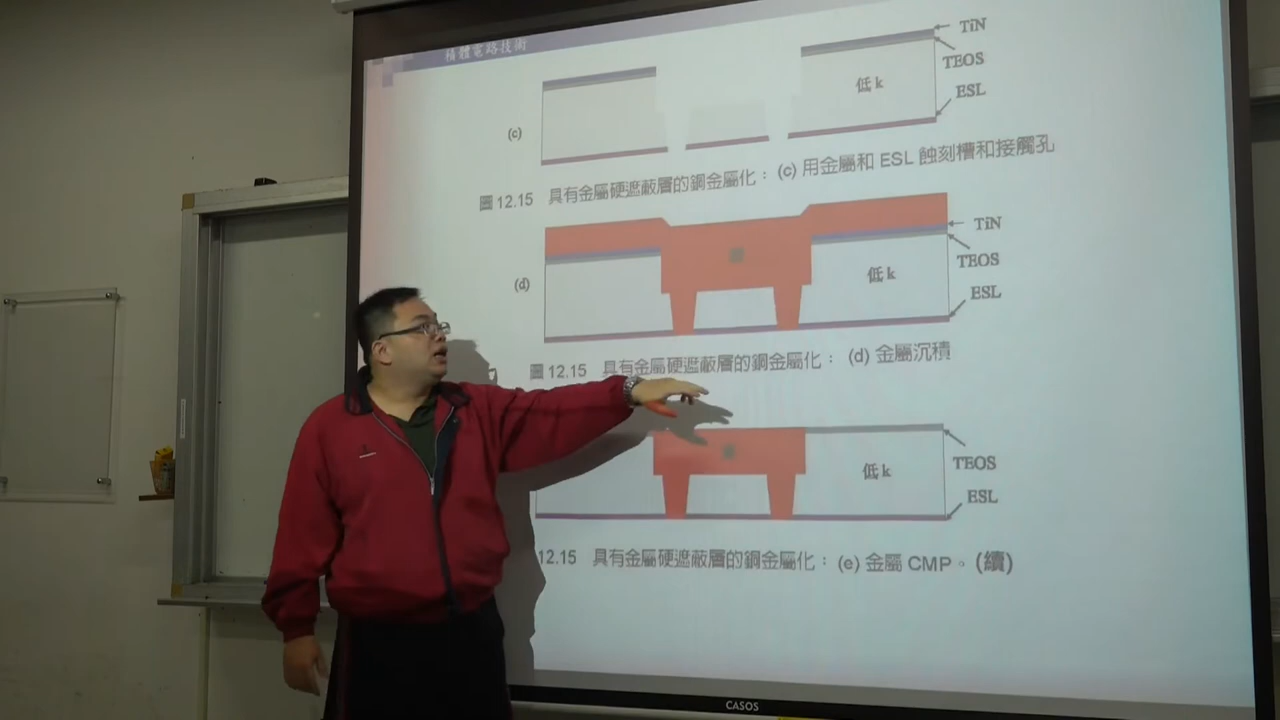 積體電路技術
TiN
TEOS
低 k
ESL
(c)
圖 12.15 具有金屬硬遮蔽層的銅金屬化： (c) 用金屬和 ESL 蝕刻槽和接觸孔
TiN
TEOS
低 k
(d)
ESL
圖 12.15 具有金屬硬遮蔽層的銅金屬化： (d) 金屬沉積
TEOS
低 k
ESL
12.15 具有金屬硬遮蔽層的銅金屬化： (e) 金屬 CMP。(續)
CASOS